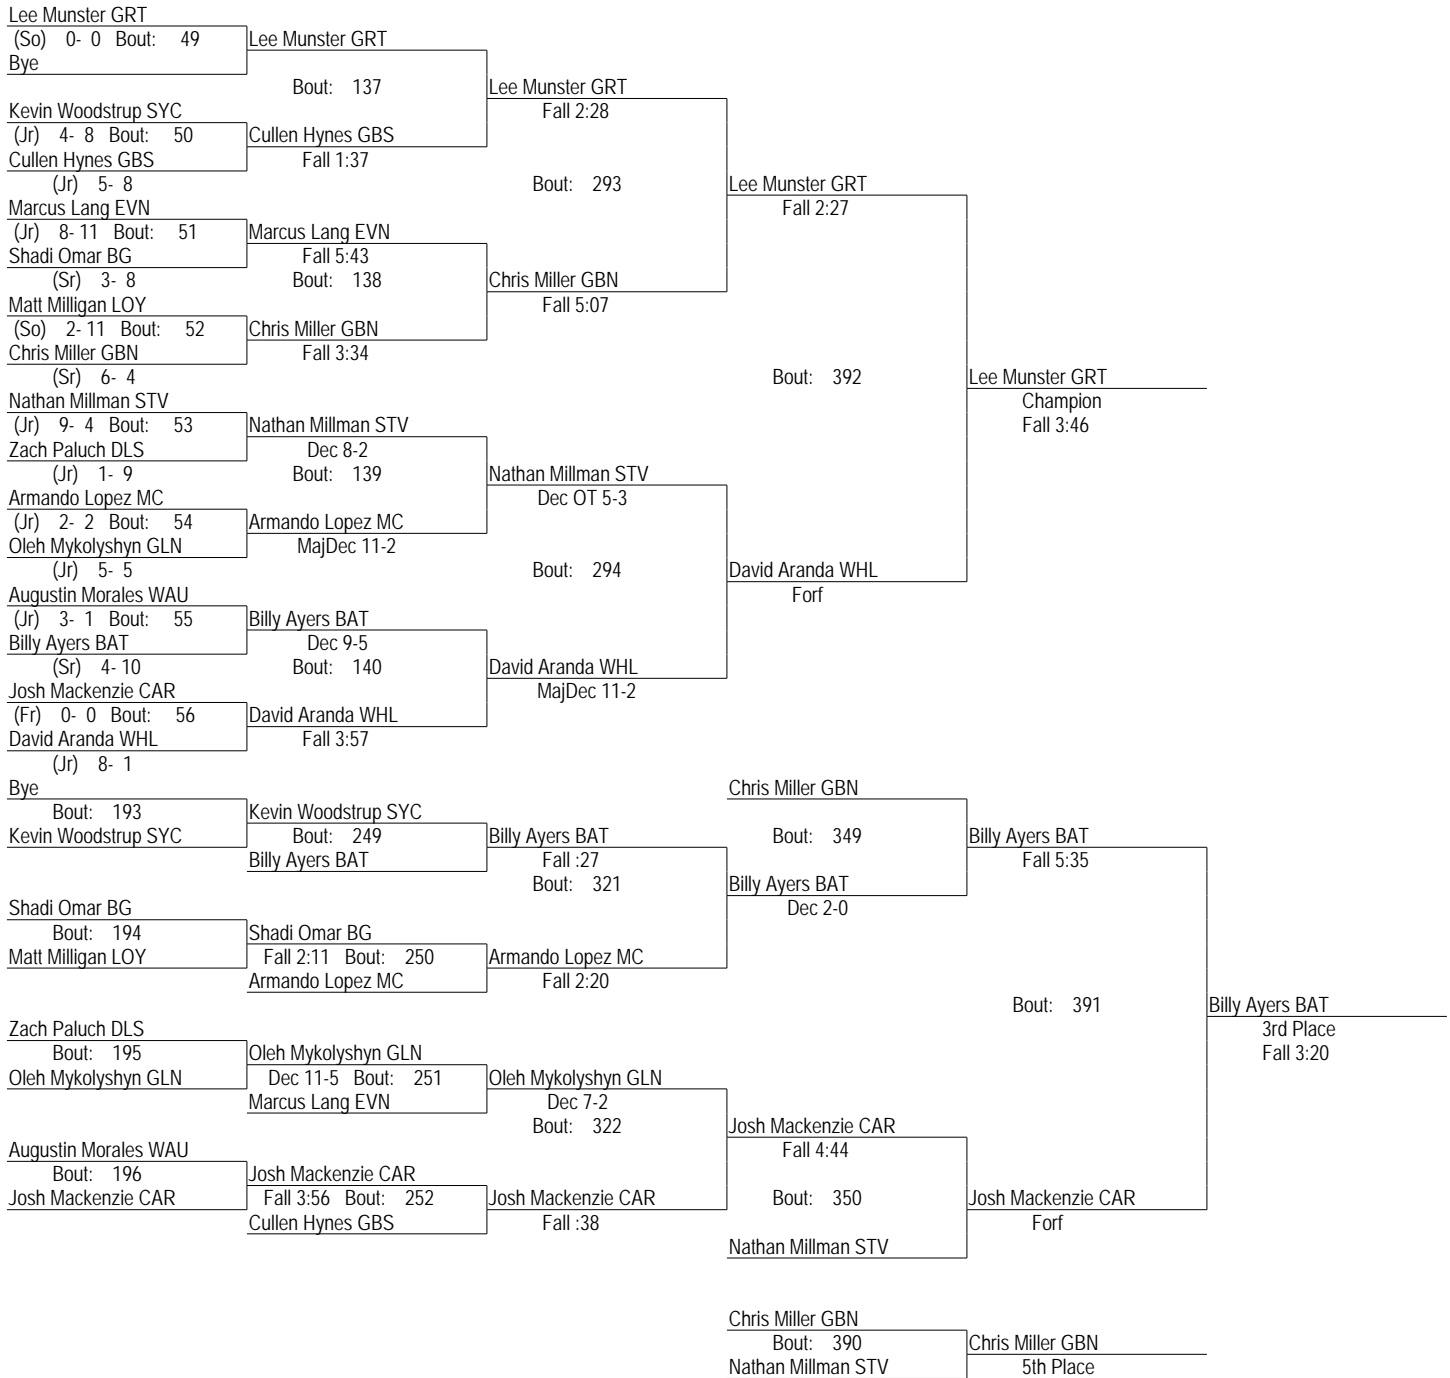 Lee Munster GRT
(So) 0- 0 Bout: 49 Lee Munster GRT
Bye
Bout: 137 Lee Munster GRT
Kevin Woodstrup SYC Fall 2:28
(Jr) 4- 8 Bout: 50 Cullen Hynes GBS
Cullen Hynes GBS Fall 1:37
(Jr) 5- 8 Bout: 293 Lee Munster GRT
Marcus Lang EVN Fall 2:27
(Jr) 8- 11 Bout: 51 Marcus Lang EVN
Shadi Omar BG Fall 5:43
(Sr) 3- 8 Bout: 138 Chris Miller GBN
Matt Milligan LOY Fall 5:07
(So) 2- 11 Bout: 52 Chris Miller GBN
Chris Miller GBN Fall 3:34
(Sr) 6- 4 Bout: 392 Lee Munster GRT
Nathan Millman STV Champion
(Jr) 9- 4 Bout: 53 Nathan Millman STV Fall 3:46
Zach Paluch DLS Dec 8-2
(Jr) 1- 9 Bout: 139 Nathan Millman STV
Armando Lopez MC Dec OT 5-3
(Jr) 2- 2 Bout: 54 Armando Lopez MC
Oleh Mykolyshyn GLN MajDec 11-2
(Jr) 5- 5 Bout: 294 David Aranda WHL
Augustin Morales WAU Forf
(Jr) 3- 1 Bout: 55 Billy Ayers BAT
Billy Ayers BAT Dec 9-5
(Sr) 4- 10 Bout: 140 David Aranda WHL
Josh Mackenzie CAR MajDec 11-2
(Fr) 0- 0 Bout: 56 David Aranda WHL
David Aranda WHL Fall 3:57
(Jr) 8- 1
Bye Chris Miller GBN
Bout: 193 Kevin Woodstrup SYC
Kevin Woodstrup SYC Bout: 249 Billy Ayers BAT Bout: 349 Billy Ayers BAT
Billy Ayers BAT Fall :27 Fall 5:35
Bout: 321 Billy Ayers BAT
Shadi Omar BG Dec 2-0
Bout: 194 Shadi Omar BG
Matt Milligan LOY Fall 2:11 Bout: 250 Armando Lopez MC
Armando Lopez MC Fall 2:20
Bout: 391 Billy Ayers BAT
Zach Paluch DLS 3rd Place
Bout: 195 Oleh Mykolyshyn GLN Fall 3:20
Oleh Mykolyshyn GLN Dec 11-5 Bout: 251 Oleh Mykolyshyn GLN
Marcus Lang EVN Dec 7-2
Bout: 322 Josh Mackenzie CAR
Augustin Morales WAU Fall 4:44
Bout: 196 Josh Mackenzie CAR
Josh Mackenzie CAR Fall 3:56 Bout: 252 Josh Mackenzie CAR Bout: 350 Josh Mackenzie CAR
Cullen Hynes GBS Fall :38 Forf
Nathan Millman STV
Chris Miller GBN
Bout: 390 Chris Miller GBN
Nathan Millman STV 5th Place